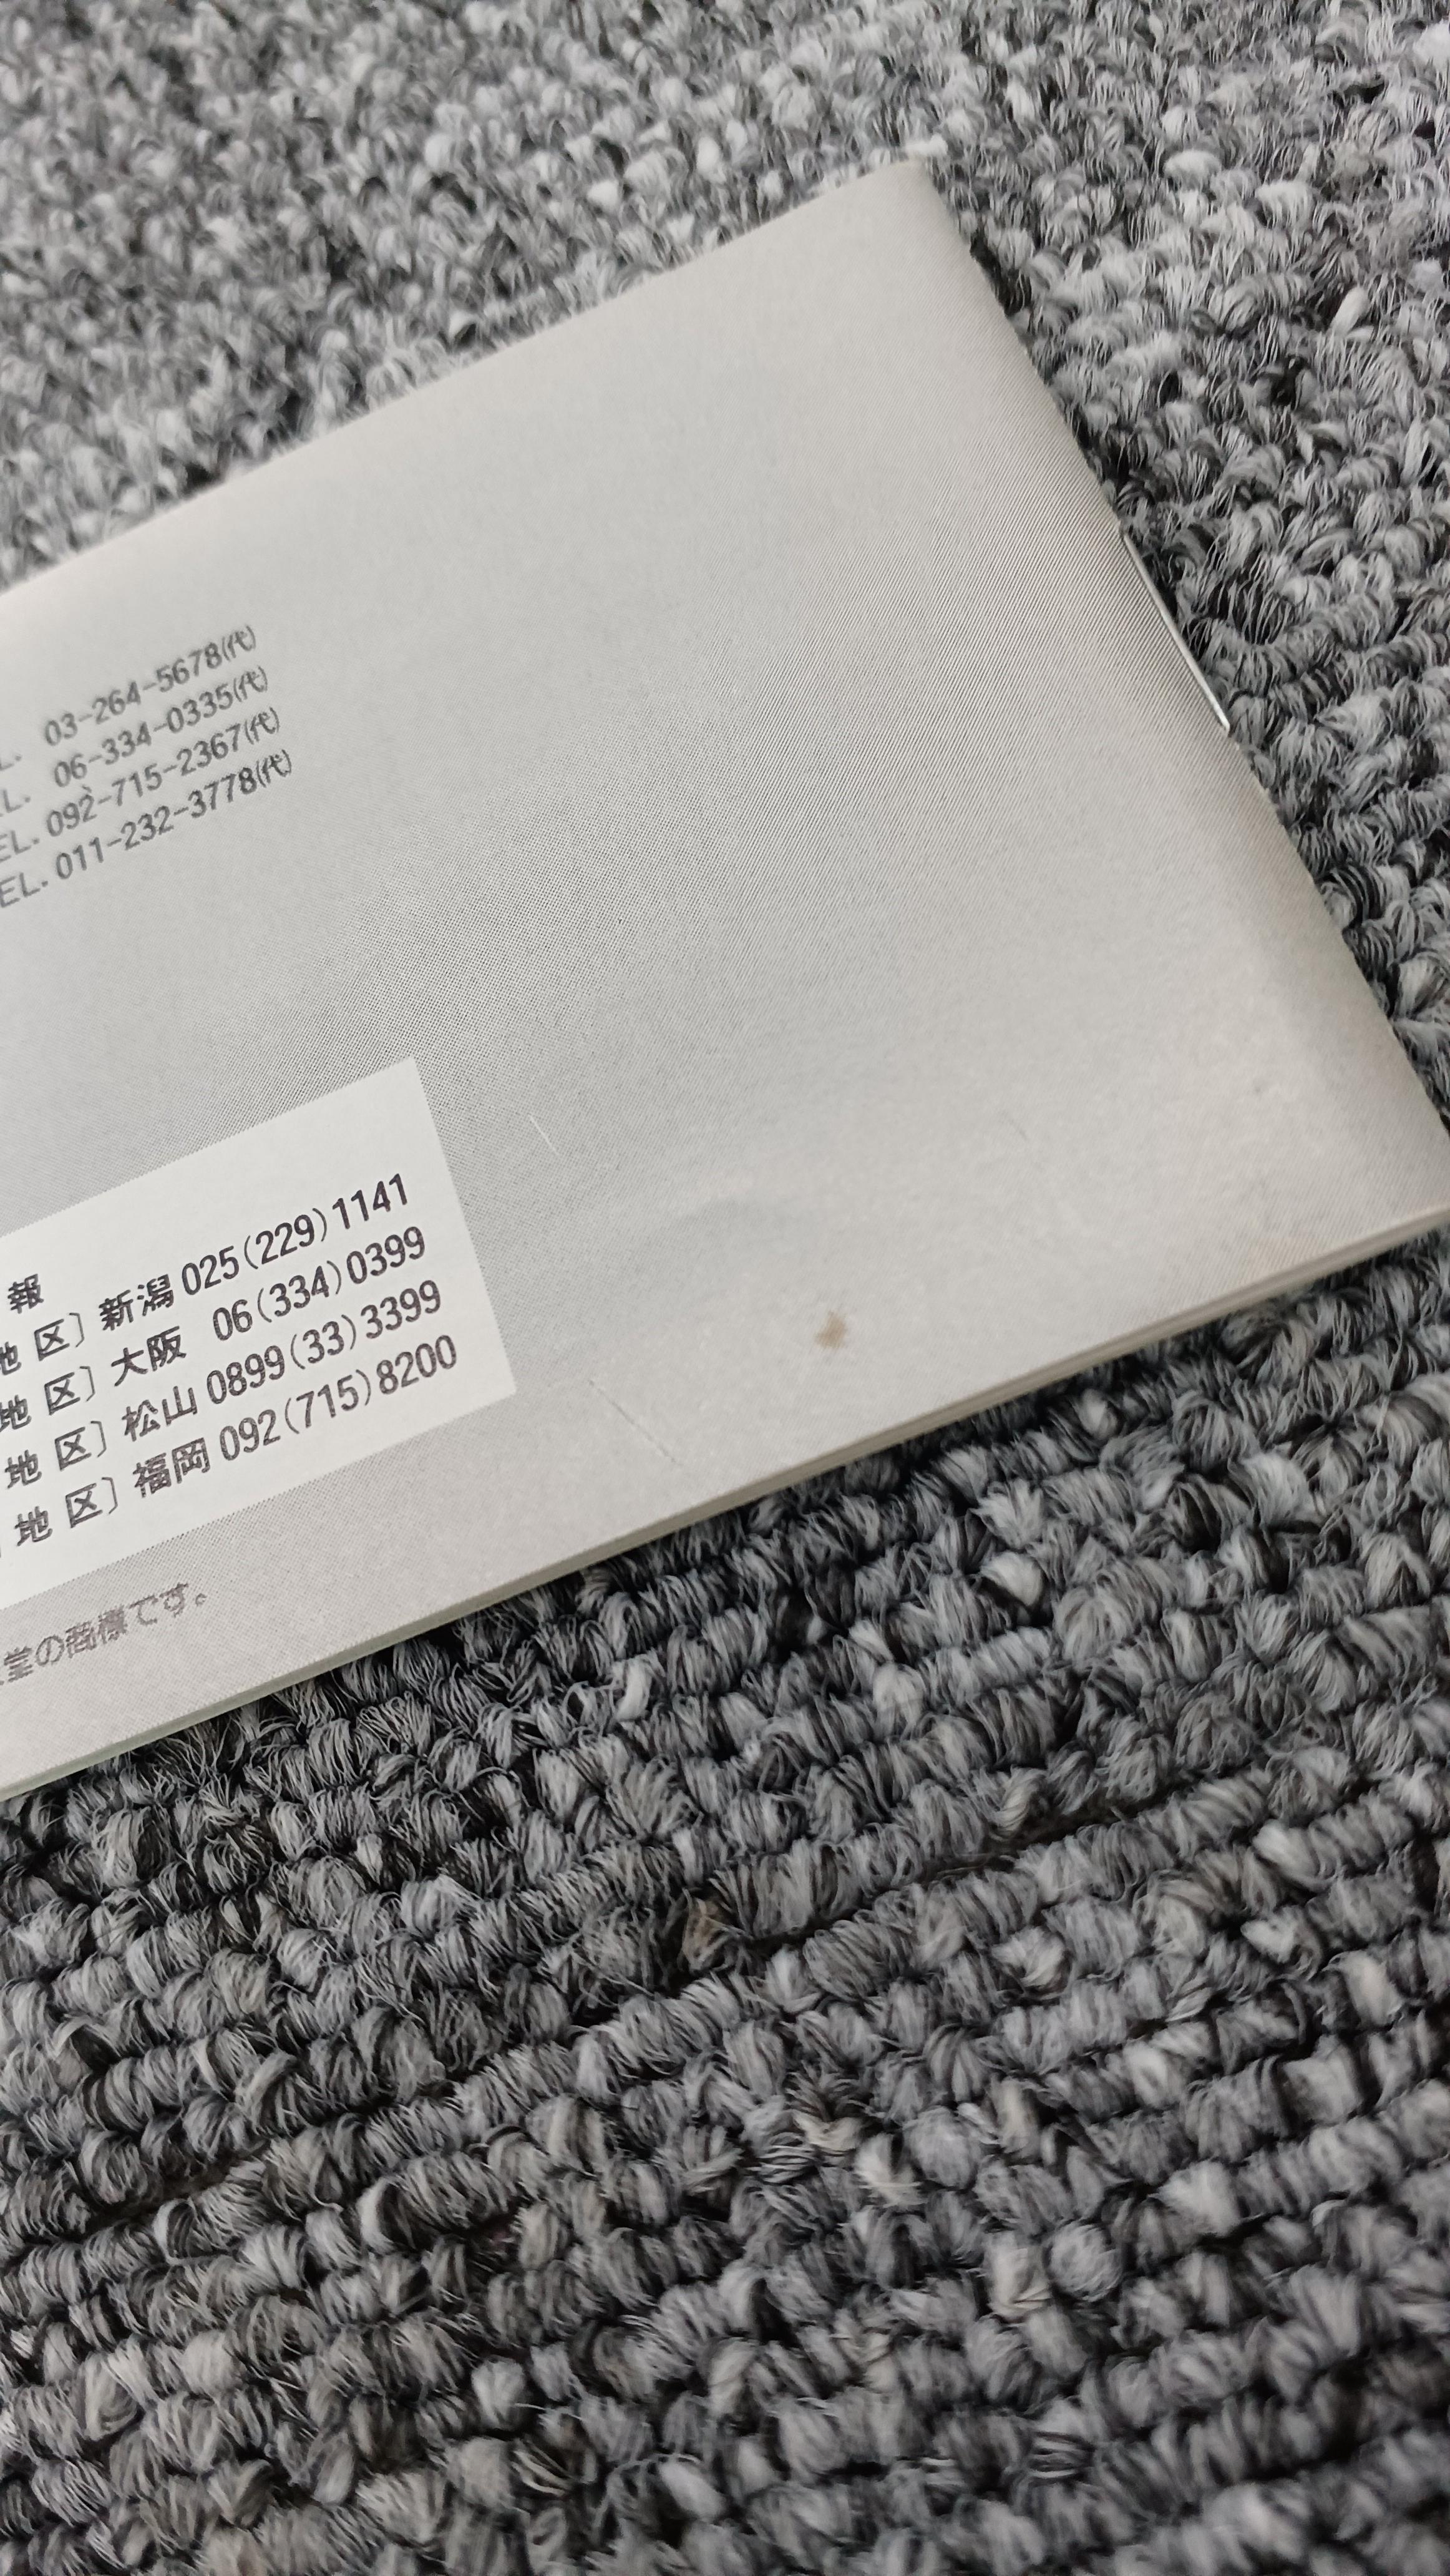 L. 03-264-5678(代)
EL. 06-334-0335(代)
EL. 092-715-2367(代)
EL. 011-232-3778(代)
報
地 区〕新潟 025(229)1141
地 区〕大阪 06(334)0399
地 区〕松山 0899(33)3399
地 区〕福岡 092(715)8200
堂の商標です。